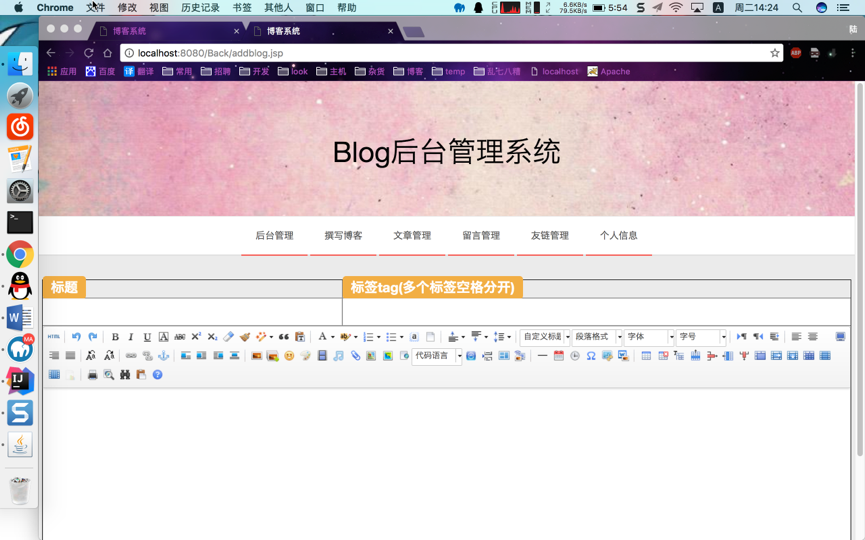 Chrome 文件 修改 视图 历史记录 书签 其他人 窗口 帮助 6.6KB/s 79.5KB/s 5:54 周二14:24
博客系统 博客系统 陆
localhost:8080/Back/addblog.jsp
应用 百度 翻译 常用 招聘 开发 look 主机 杂货 博客 temp 乱七八糟 localhost Apache
Blog后台管理系统
后台管理 撰写博客 文章管理 留言管理 友链管理 个人信息
标题 标签tag(多个标签空格分开)
HTML B I U A ABC 自定义标题 段落格式 字体 字号
代码语言